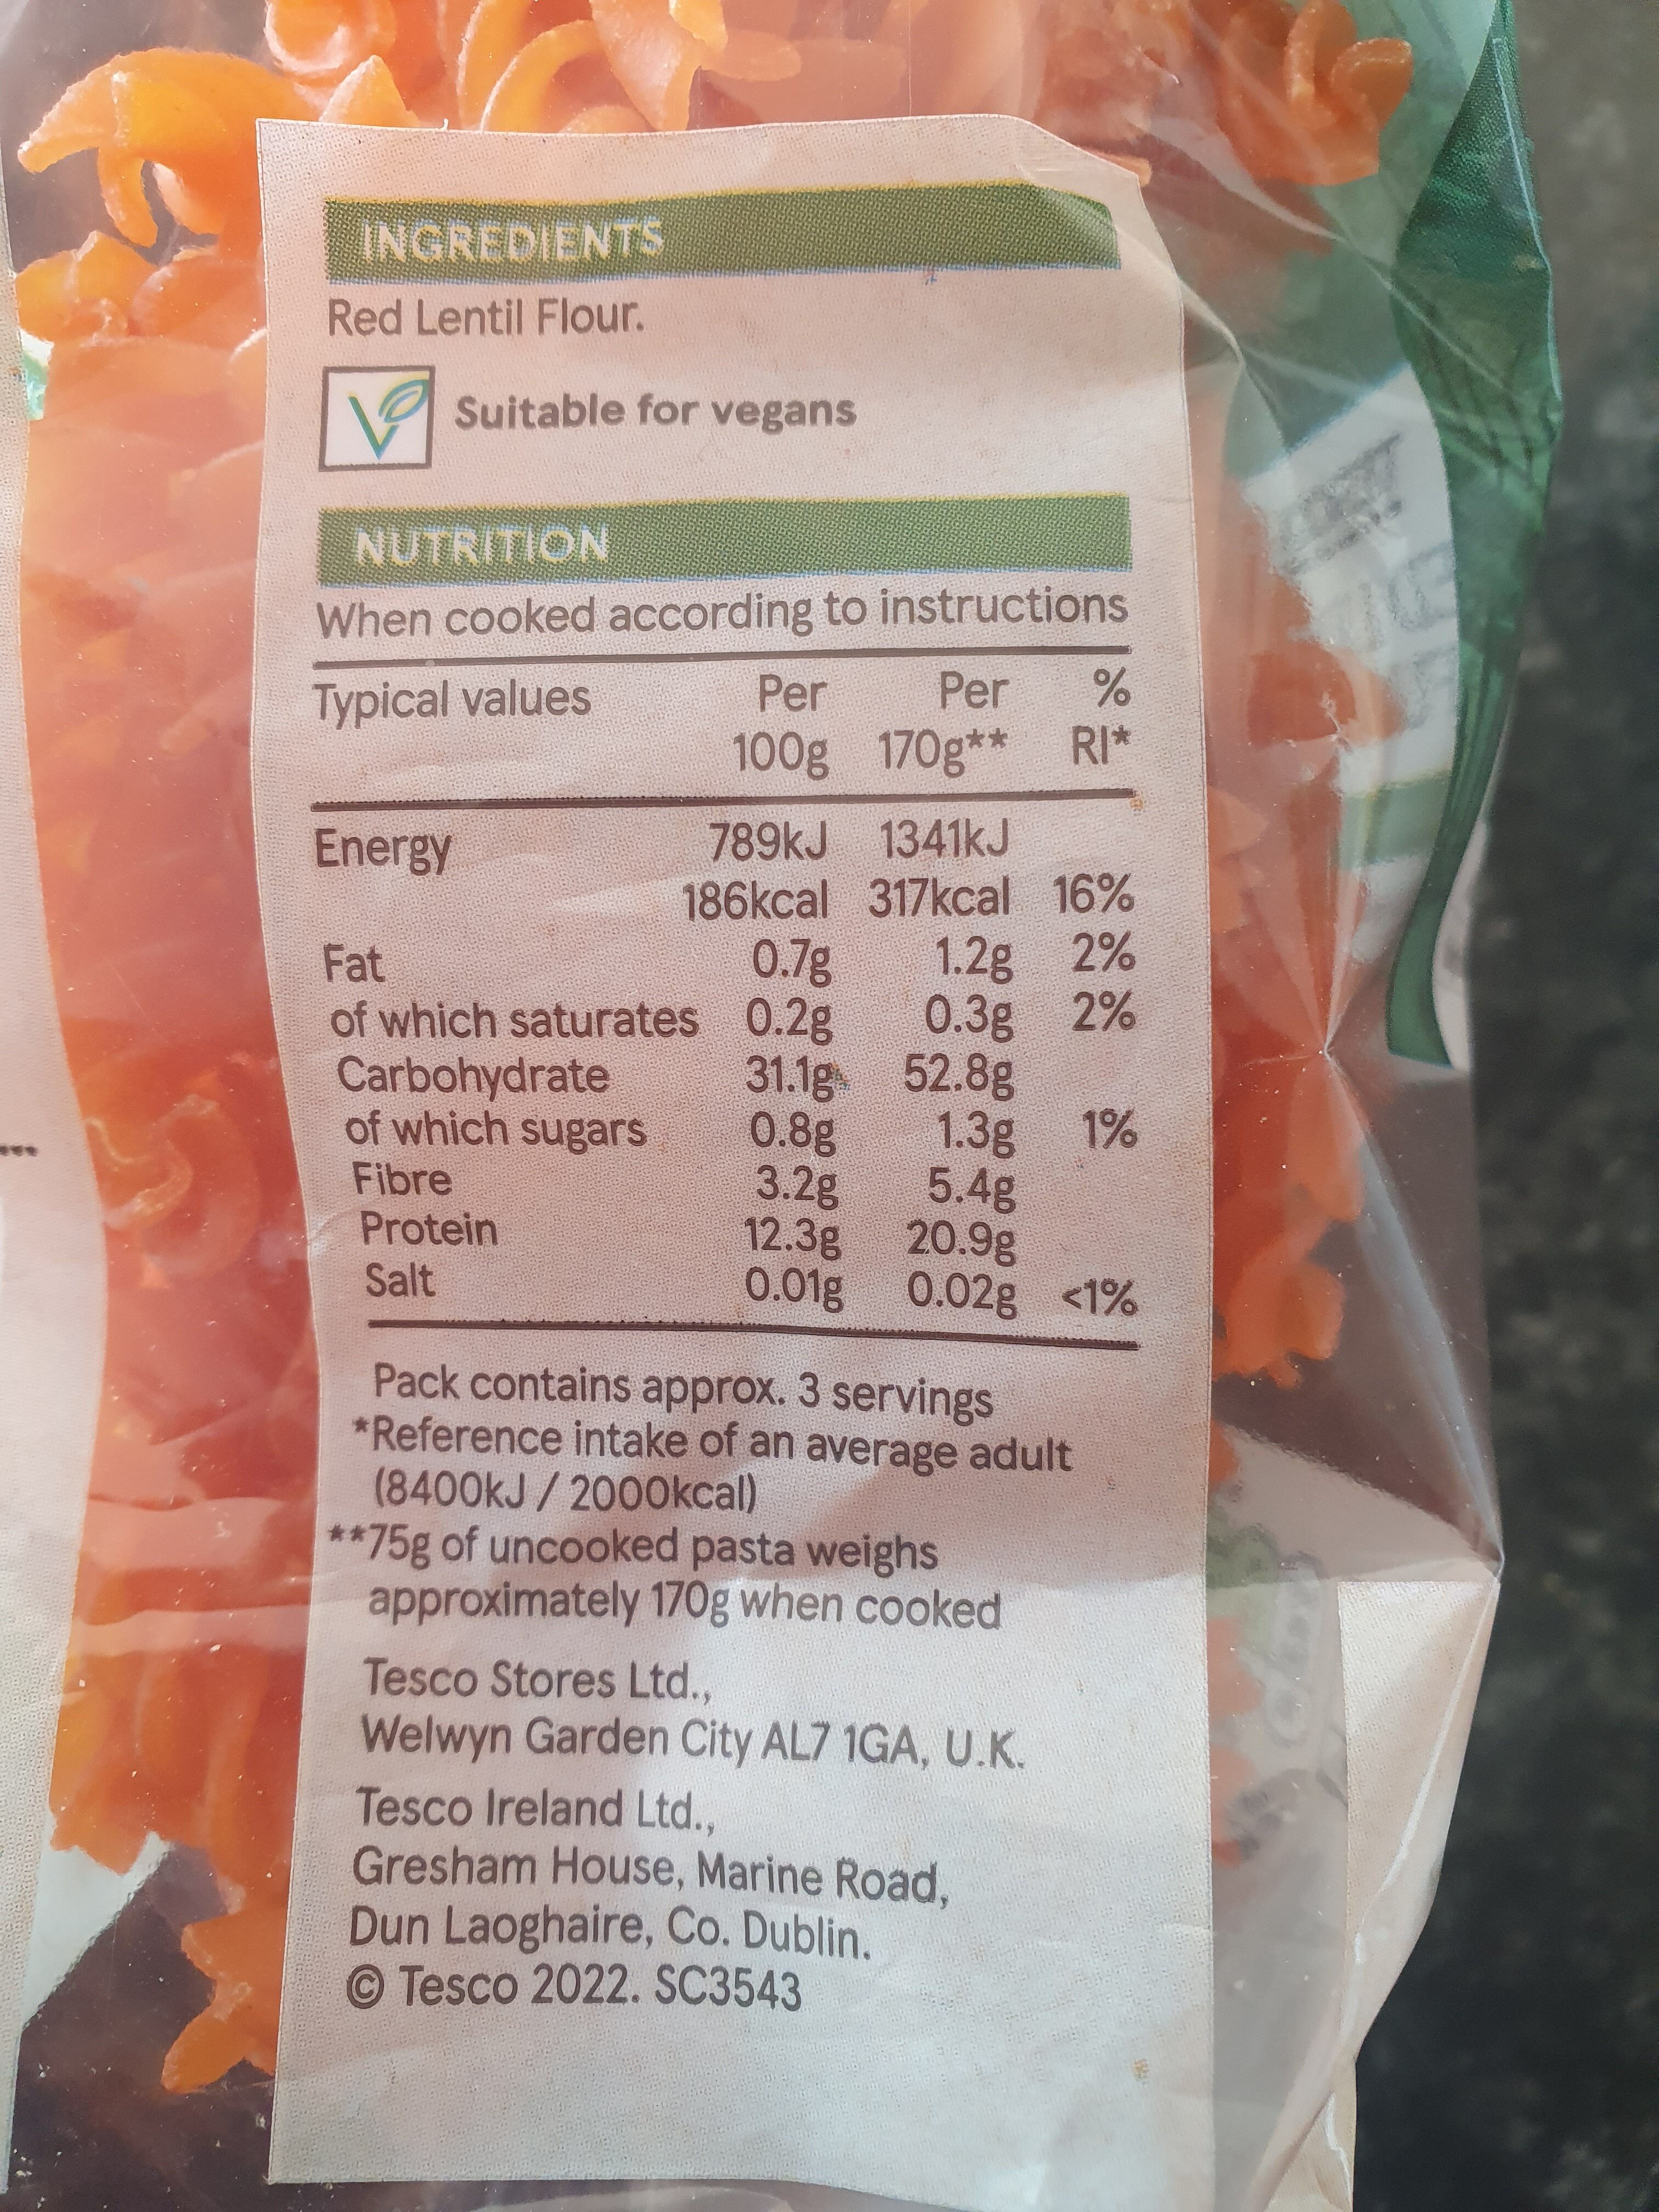 INGREDIENTS
Red Lentil Flour.
Suitable for vegans
NUTRITION
When cooked according to instructions
Typical values Per Per %
100g 170g** RI*
Energy 789kJ 1341kJ
186kcal 317kcal 16%
Fat 0.7g 1.2g 2%
of which saturates 0.2g 0.3g 2%
Carbohydrate 31.1g 52.8g
of which sugars 0.8g 1.3g 1%
Fibre 3.2g 5.4g
Protein 12.3g 20.9g
Salt 0.01g 0.02g <1%
Pack contains approx. 3 servings
*Reference intake of an average adult
(8400kJ / 2000kcal)
**75g of uncooked pasta weighs
approximately 170g when cooked
Tesco Stores Ltd.,
Welwyn Garden City AL7 1GA, U.K.
Tesco Ireland Ltd.,
Gresham House, Marine Road,
Dun Laoghaire, Co. Dublin.
© Tesco 2022. SC3543